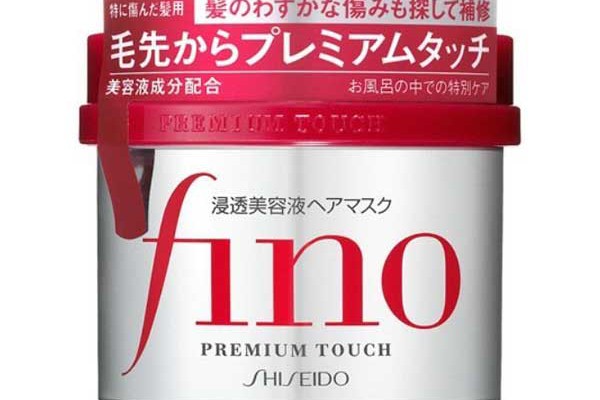 特に傷んだ髪用
髪のわずかな傷みも探して補修
毛先からプレミアムタッチ
美容液成分配合
お風呂の中での特別ケア
PREMIUM TOUCH
浸透美容液ヘアマスク
fino
PREMIUM TOUCH
SHISEIDO